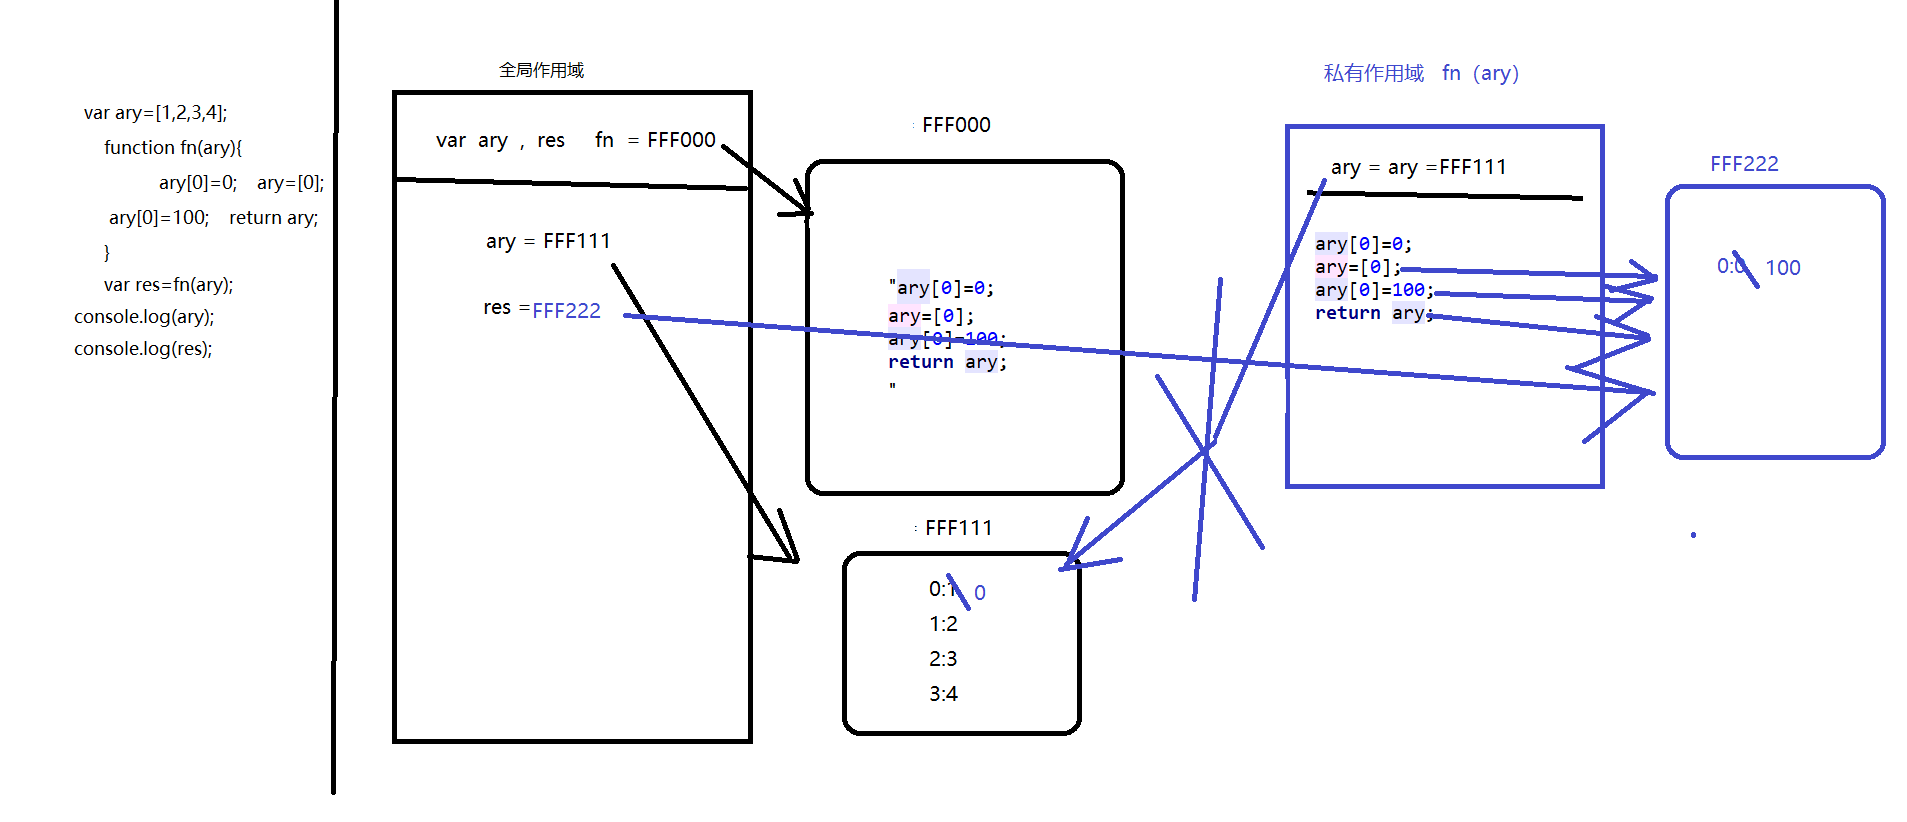 var ary=[1,2,3,4];
function fn(ary){
ary[0]=0; ary=[0];
ary[0]=100; return ary;
}
var res=fn(ary);
console.log(ary);
console.log(res);
全局作用域
var ary , res fn = FFF000
ary = FFF111
res =FFF222
: FFF000
"ary[0]=0;
ary=[0];
ary[0]=100;
return ary;
"
: FFF111
0:1 0
1:2
2:3
3:4
私有作用域 fn（ary）
ary = ary =FFF111
ary[0]=0;
ary=[0];
ary[0]=100;
return ary;
FFF222
0:0 100